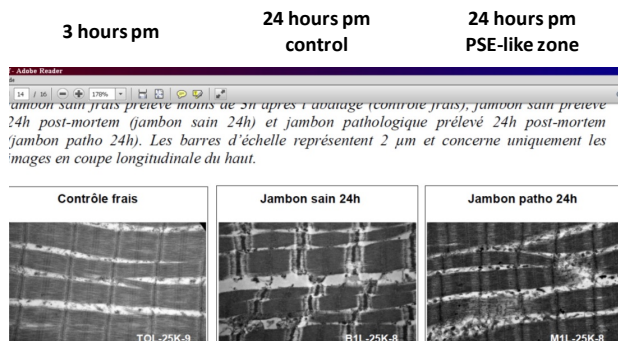 3 hours pm
24 hours pm
control
24 hours pm
PSE-like zone
- Adobe Reader
14 / 16
178%
jambon sain frais prélevé moins de 3h après l'abatage (contrôle frais), jambon sain prélevé
24h post-mortem (jambon sain 24h) et jambon pathologique prélevé 24h post-mortem
(jambon patho 24h). Les barres d'échelle représentent 2 µm et concerne uniquement les
images en coupe longitudinale du haut.
Contrôle frais
Jambon sain 24h
Jambon patho 24h
TOL-25K-9
B1L-25K-8
M1L-25K-8